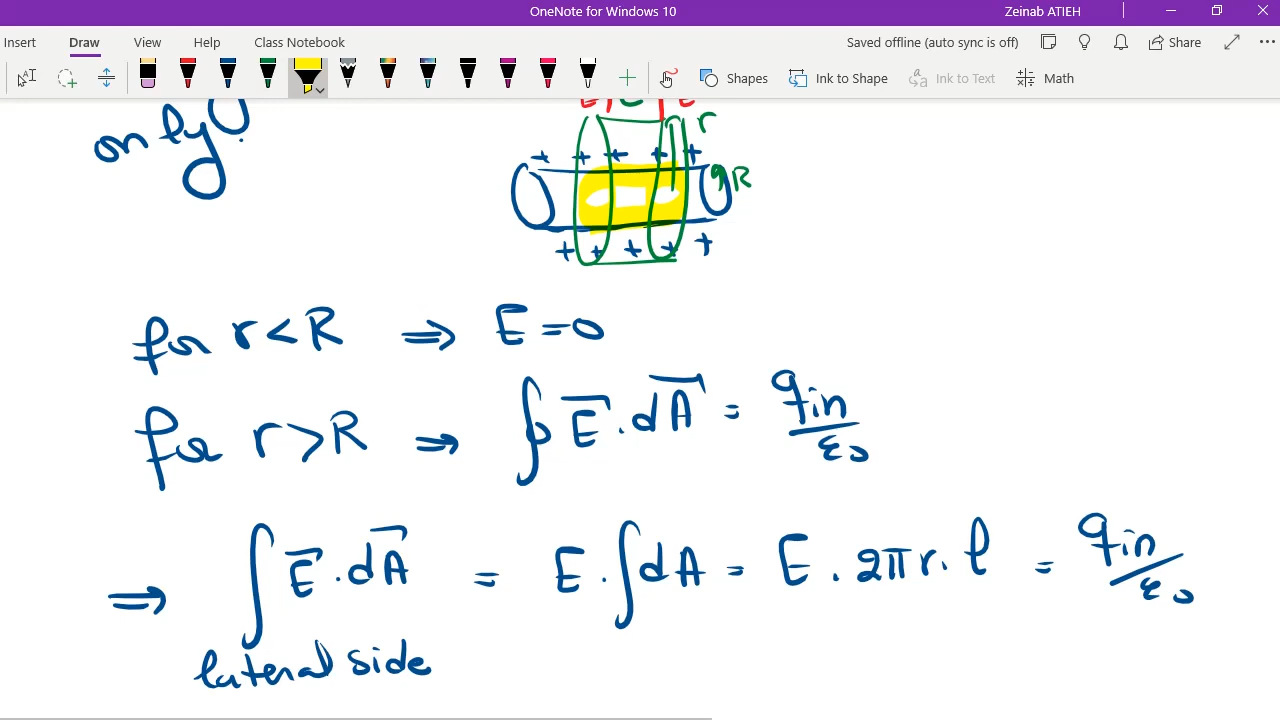 OneNote for Windows 10
Zeinab ATIEH
Insert Draw View Help Class Notebook
Saved offline (auto sync is off) Share
Shapes Ink to Shape Ink to Text Math
only
E E
r
+ + + + +
R
+ + + + +
for r < R ⇒ E = 0
for r > R ⇒ ∮ E⃗ . dA⃗ = qin/ε0
⇒ ∫ E⃗ . dA⃗ = E . ∫ dA = E . 2πr . l = qin/ε0
lateral side